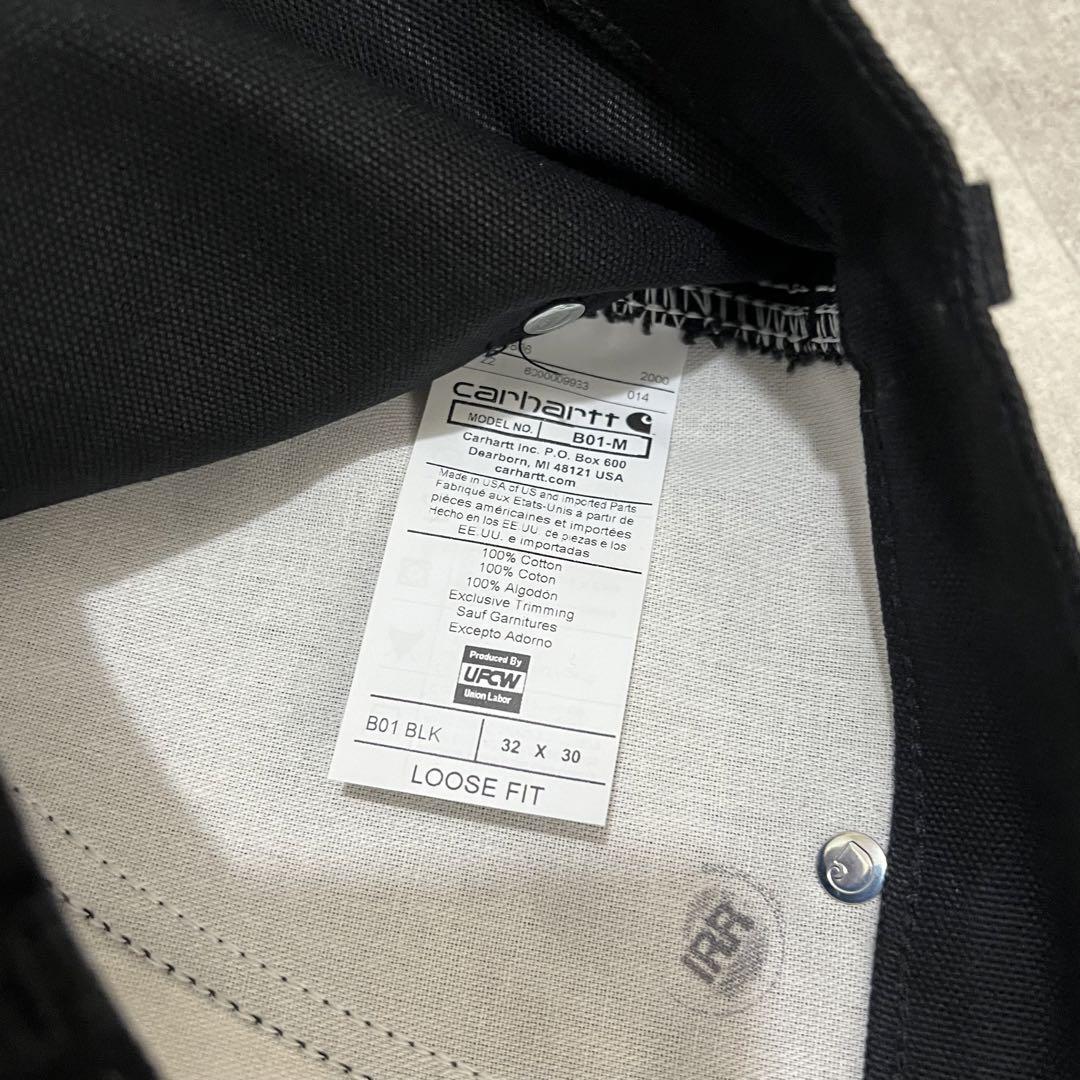 2000
6000009933 014
carhartt
MODEL NO. B01-M
Carhartt Inc. P.O. Box 600
Dearborn, MI 48121 USA
carhartt.com
Made in USA of US and Imported Parts
Fabriqué aux Etats-Unis a partir de
pièces américaines et importées
Hecho en los EE.UU. de piezas e los
EE.UU. e importadas
100% Cotton
100% Coton
100% Algodón
Exclusive Trimming
Sauf Garnitures
Excepto Adorno
Produced By
UFCW
Union Labor
B01 BLK 32 X 30
LOOSE FIT
IRR